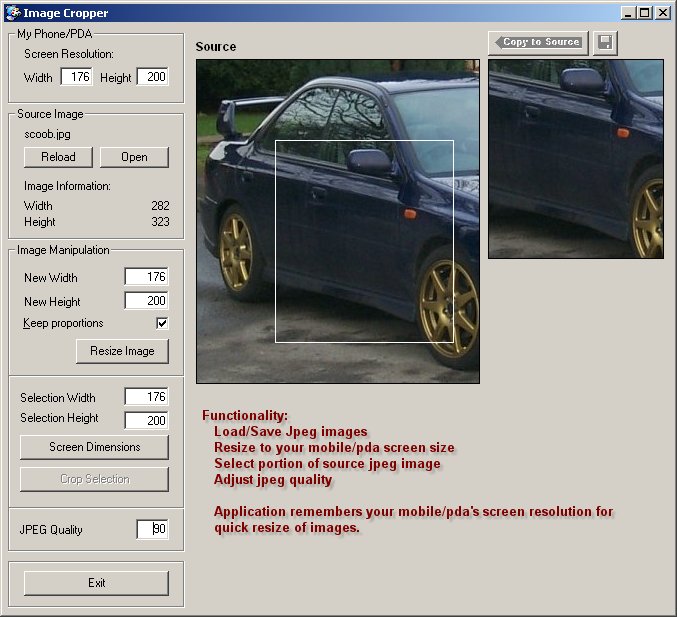 Image Cropper
My Phone/PDA
Screen Resolution:
Width 176 Height 200
Source Image
scoob.jpg
Reload Open
Image Information:
Width 282
Height 323
Image Manipulation
New Width 176
New Height 200
Keep proportions
Resize Image
Selection Width 176
Selection Height 200
Screen Dimensions
Crop Selection
JPEG Quality 90
Exit
Source
Copy to Source
Functionality:
Load/Save Jpeg images
Resize to your mobile/pda screen size
Select portion of source jpeg image
Adjust jpeg quality
Application remembers your mobile/pda's screen resolution for
quick resize of images.